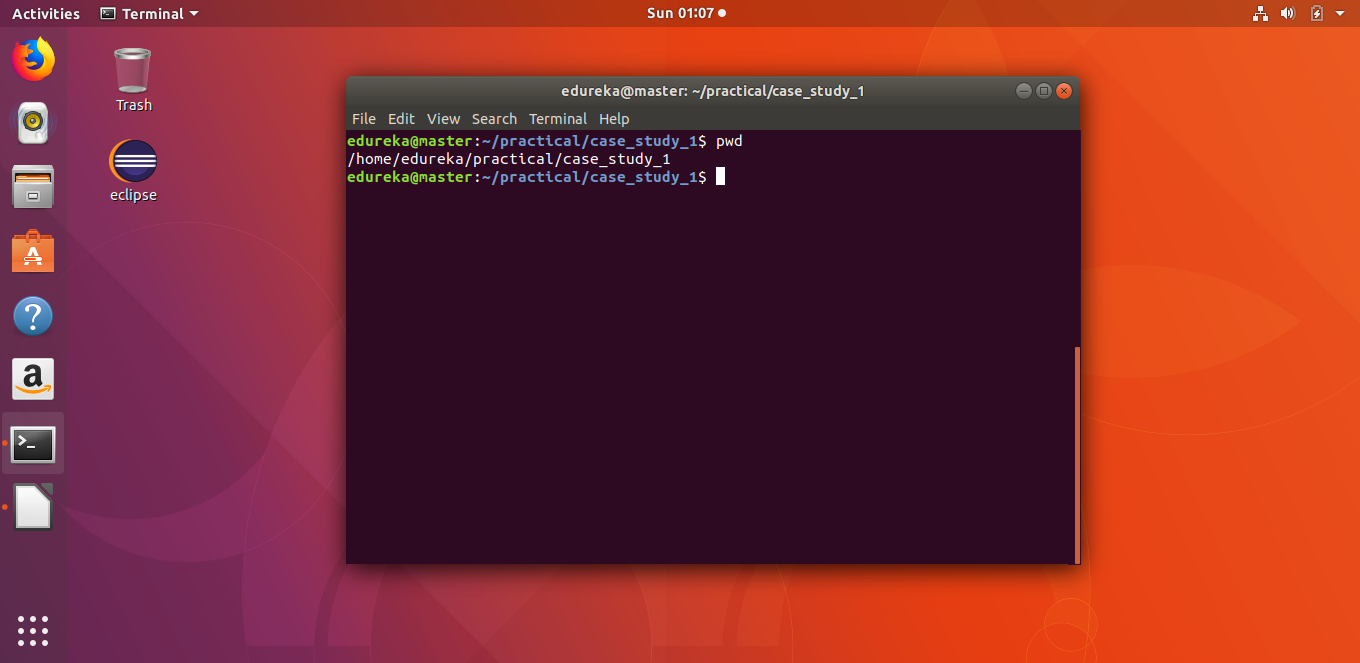 Activities Terminal Sun 01:07
Trash
eclipse
edureka@master: ~/practical/case_study_1
File Edit View Search Terminal Help
edureka@master:~/practical/case_study_1$ pwd
/home/edureka/practical/case_study_1
edureka@master:~/practical/case_study_1$